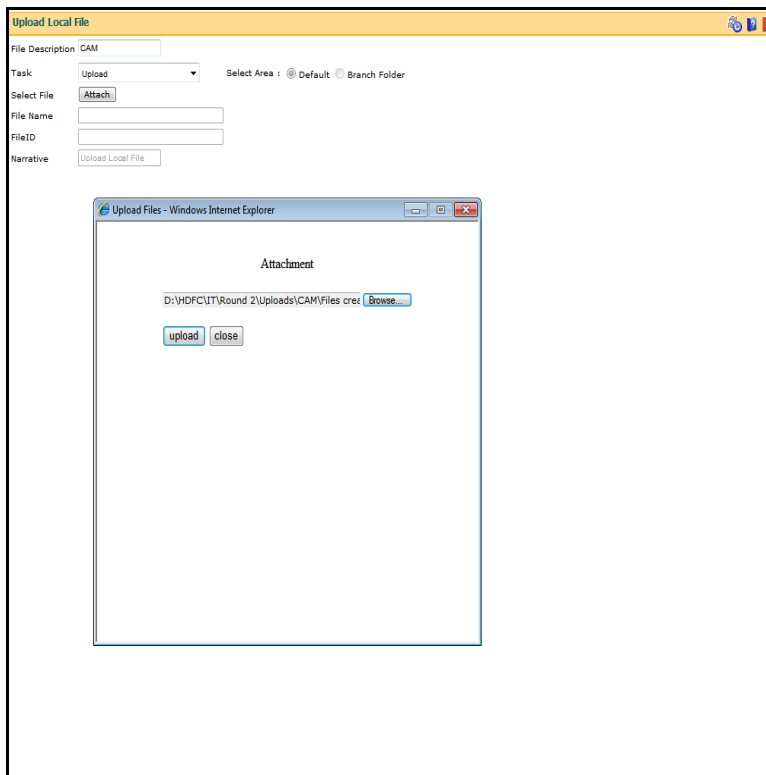 Upload Local File
File Description CAM
Task Upload Select Area : Default Branch Folder
Select File Attach
File Name
FileID
Narrative Upload Local File
Upload Files - Windows Internet Explorer
Attachment
D:\HDFC\IT\Round 2\Uploads\CAM\Files crea Browse...
upload close